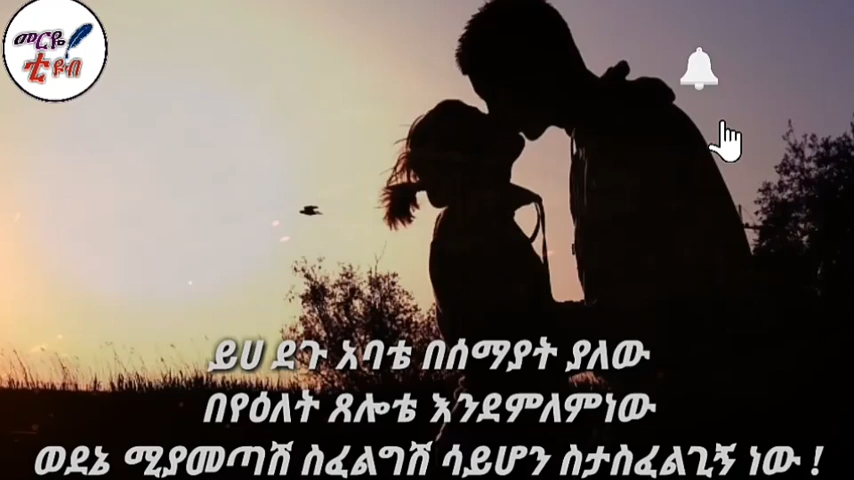 መርዬ
ቲዩብ
ይሀ ደጉ አባቴ በሰማያት ያለው
በየዕለት ጸሎቴ እንደምለምነው
ወደኔ ሚያመጣሽ ስፈልግሽ ሳይሆን ስታስፈልጊኝ ነው !